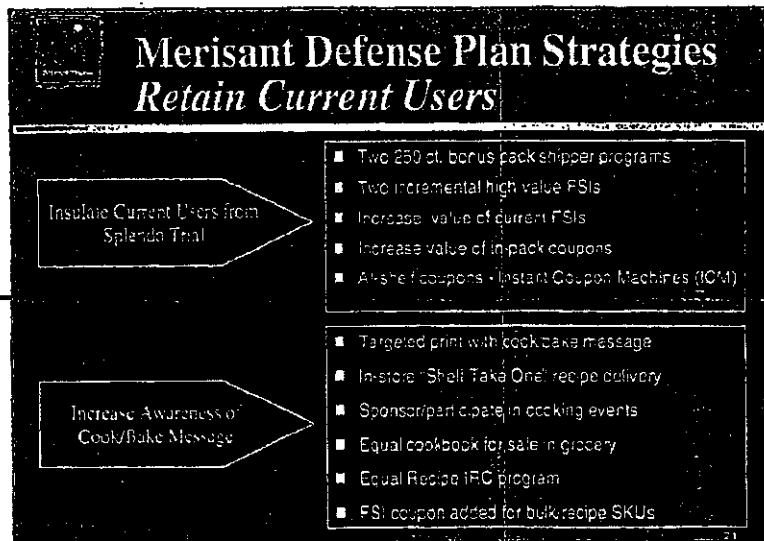 Merisant Defense Plan Strategies
Retain Current Users
Insulate Current Users from
Splenda Trial
■ Two 250 ct. bonus pack shipper programs
■ Two incremental high value FSIs
■ Increase value of current FSIs
■ Increase value of in-pack coupons
■ At-shelf coupons - Instant Coupon Machines (ICM)
Increase Awareness of
Cook/Bake Message
■ Targeted print with cook/bake message
■ In-store "Shelf Take One" recipe delivery
■ Sponsor/participate in cooking events
■ Equal cookbook for sale in grocery
■ Equal Recipe IRC program
■ FSI coupon added for bulk/recipe SKUs
21